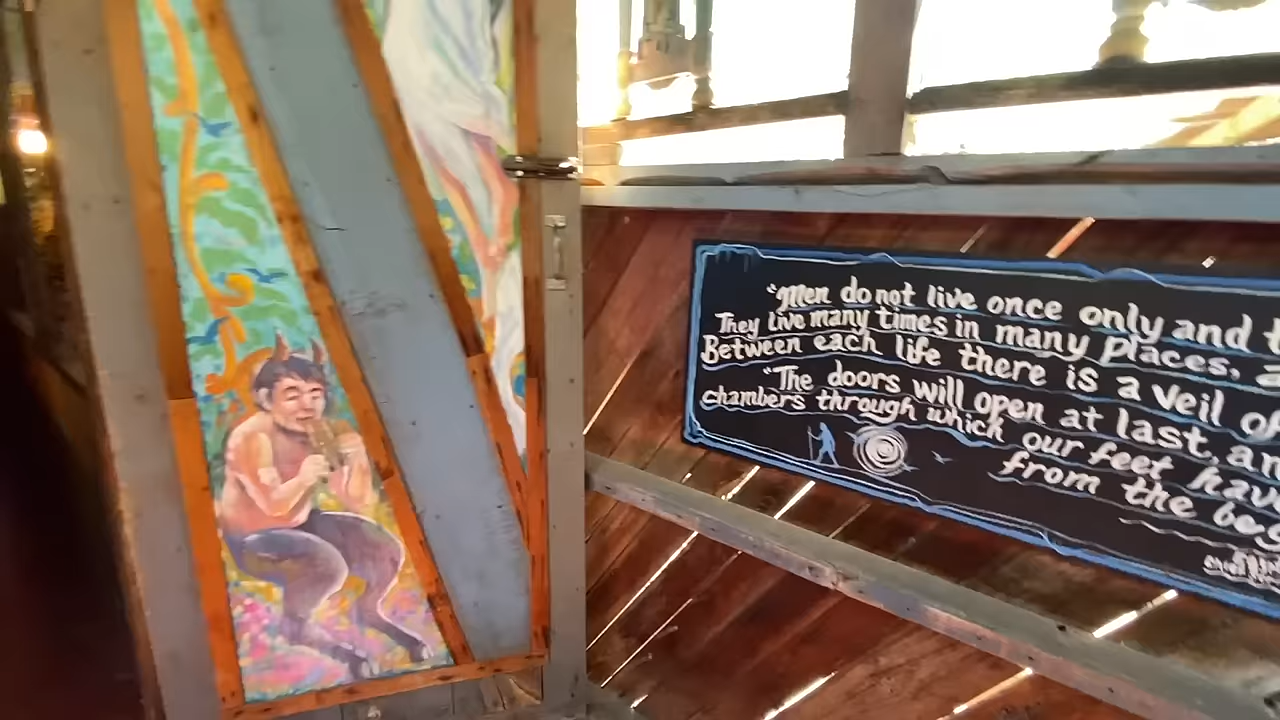 "Men do not live once only and
They live many times in many places,
Between each life there is a veil of
"The doors will open at last, an
chambers through which our feet hav
from the beg